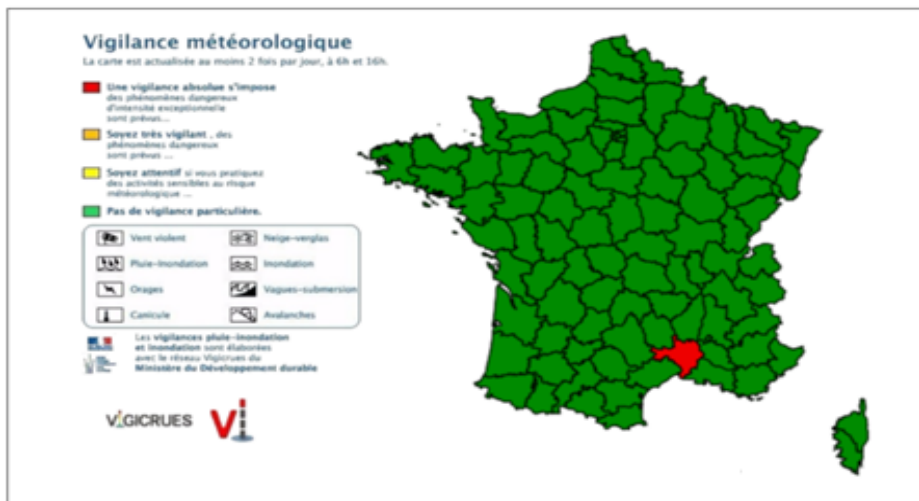 Vigilance météorologique
La carte est actualisée au moins 2 fois par jour, à 6h et 16h.
Une vigilance absolue s'impose
des phénomènes dangereux
d'intensité exceptionnelle
sont prévus...
Soyez très vigilant , des
phénomènes dangereux
sont prévus ...
Soyez attentif si vous pratiquez
des activités sensibles au risque
météorologique ...
Pas de vigilance particulière.
Vent violent
Neige-verglas
Pluie-Inondation
Inondation
Orages
Vagues-submersion
Canicule
Avalanches
Les vigilances pluie-inondation
et inondation sont élaborées
avec le réseau Vigicrues du
Ministère du Développement durable
VIGICRUES
Vi